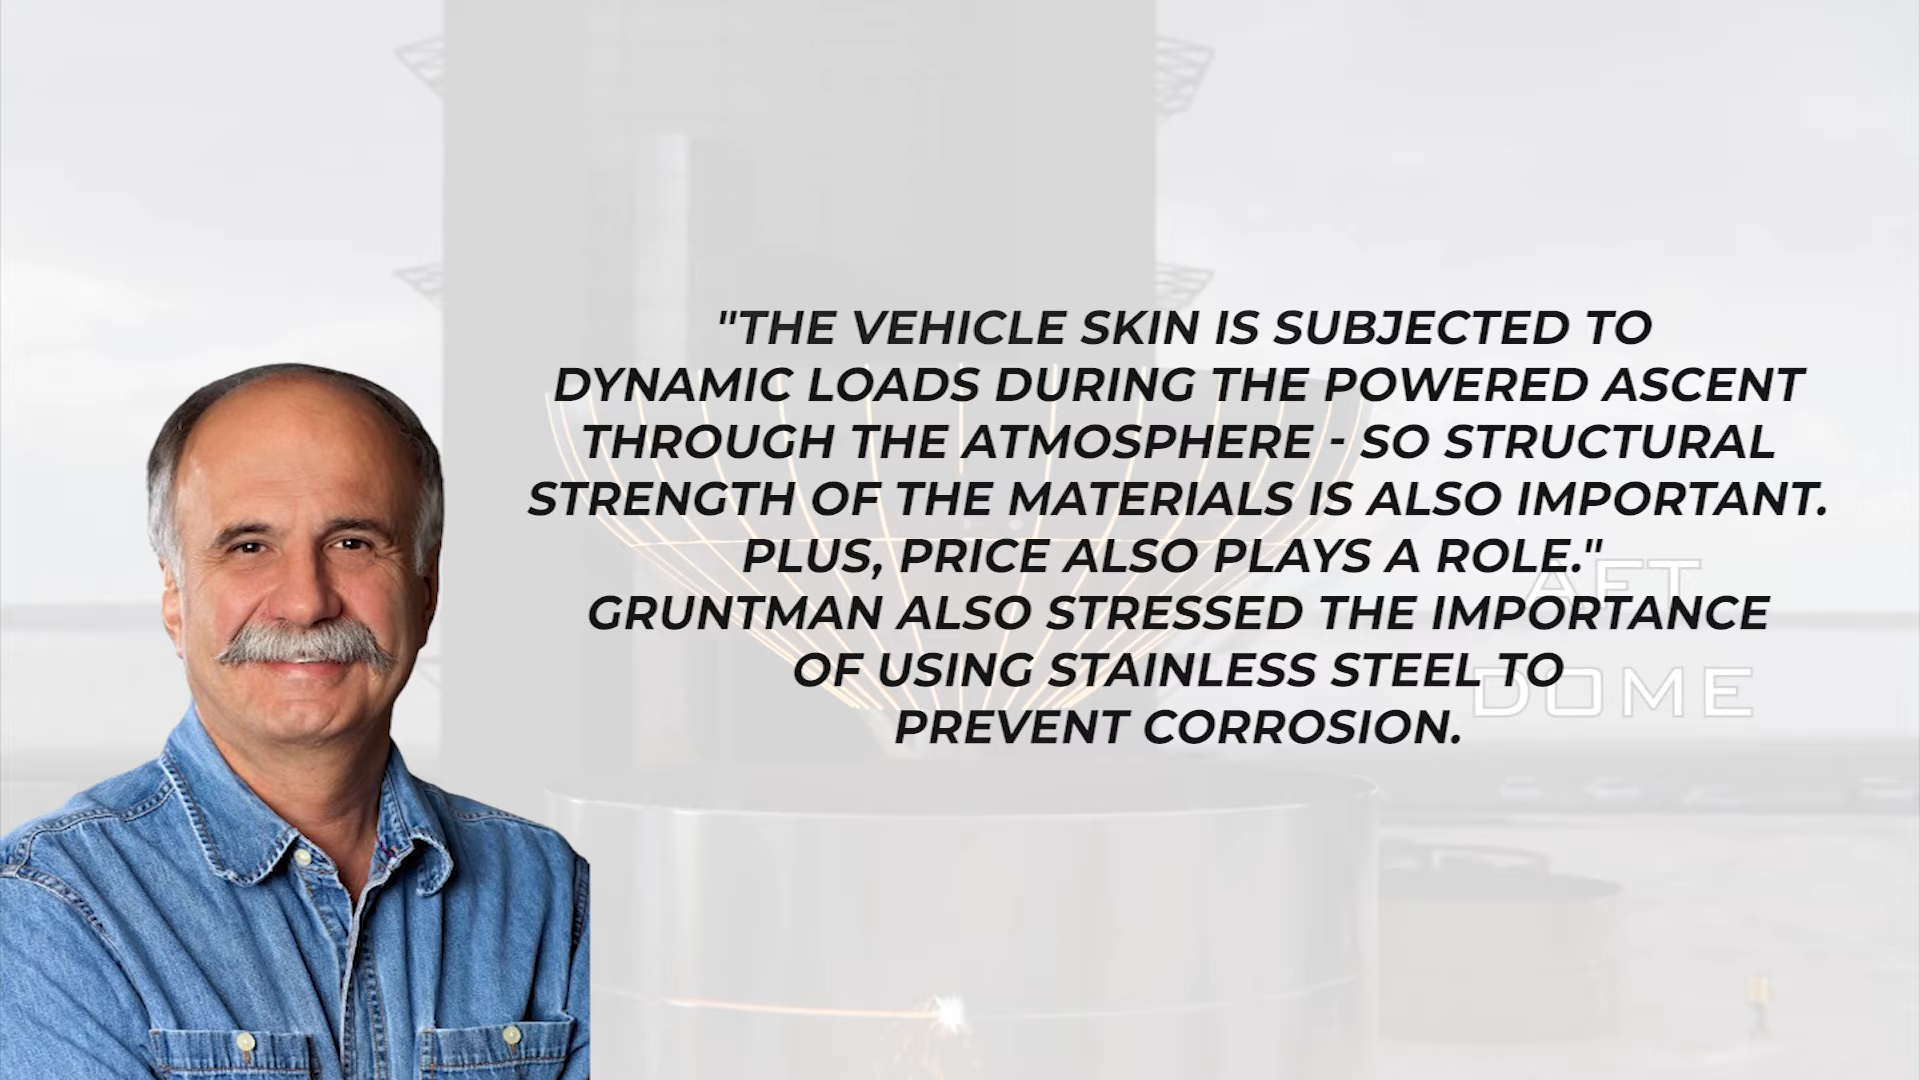 "THE VEHICLE SKIN IS SUBJECTED TO
DYNAMIC LOADS DURING THE POWERED ASCENT
THROUGH THE ATMOSPHERE - SO STRUCTURAL
STRENGTH OF THE MATERIALS IS ALSO IMPORTANT.
PLUS, PRICE ALSO PLAYS A ROLE."
GRUNTMAN ALSO STRESSED THE IMPORTANCE
OF USING STAINLESS STEEL TO
PREVENT CORROSION.
AFT
DOME